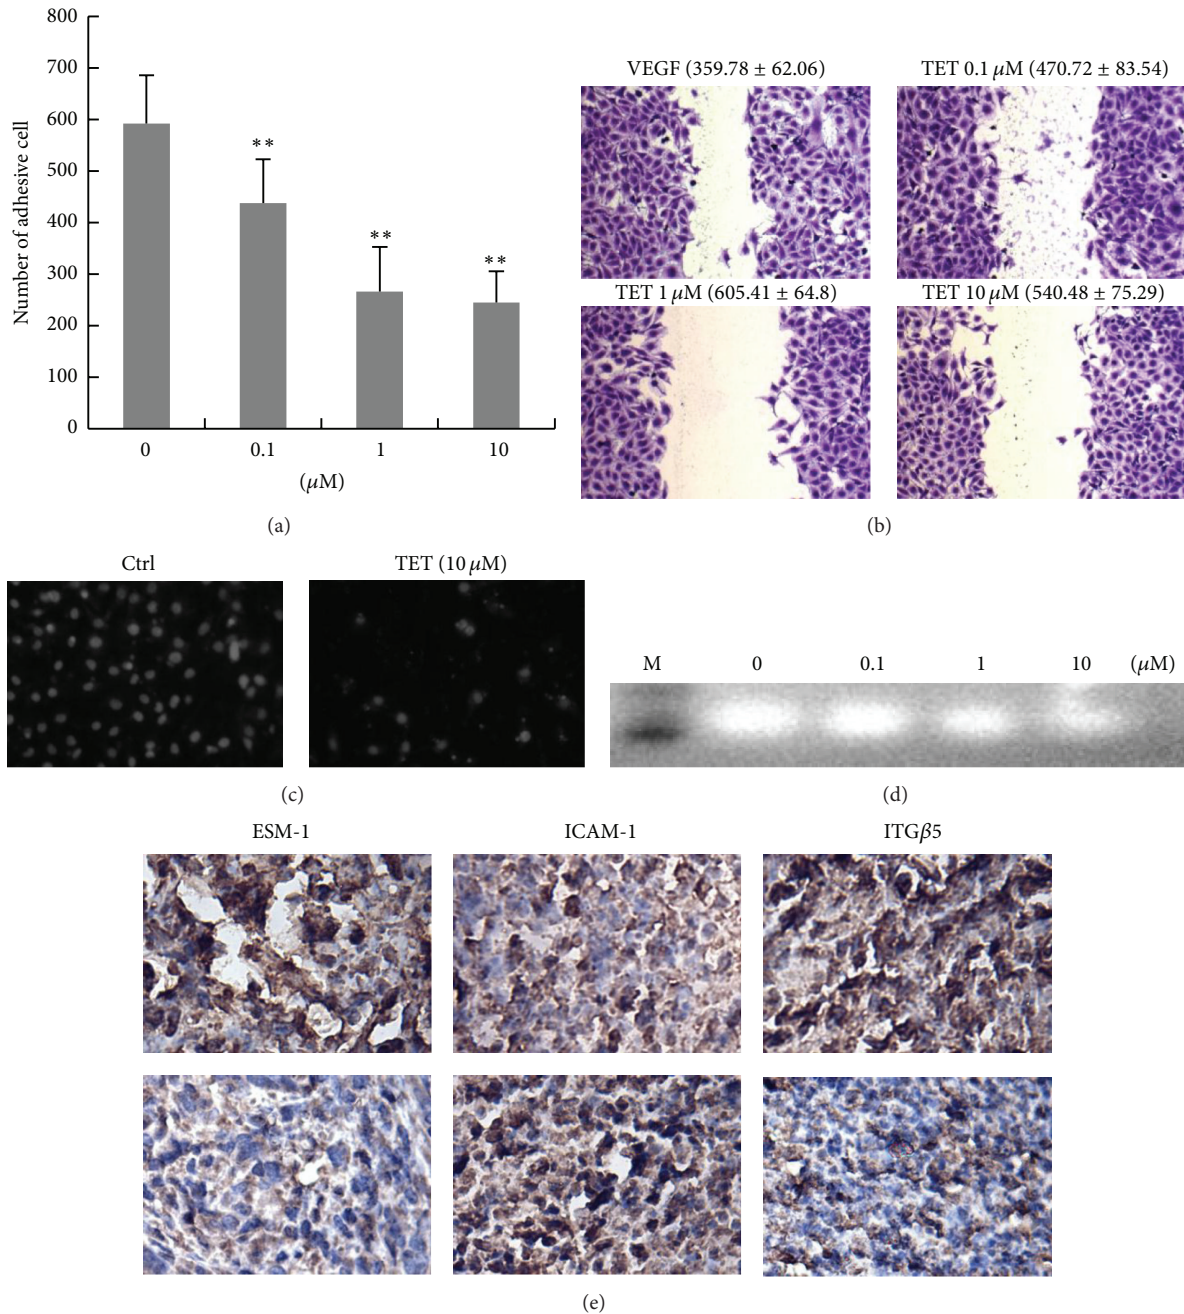 800
700
600
500
400
300
200
100
0
Number of adhesive cell
**
**
**
0 0.1 1 10
(μM)
(a)
VEGF (359.78 ± 62.06)
TET 0.1 μM (470.72 ± 83.54)
TET 1 μM (605.41 ± 64.8)
TET 10 μM (540.48 ± 75.29)
(b)
Ctrl
TET (10 μM)
(c)
M 0 0.1 1 10 (μM)
(d)
ESM-1
ICAM-1
ITGβ5
(e)